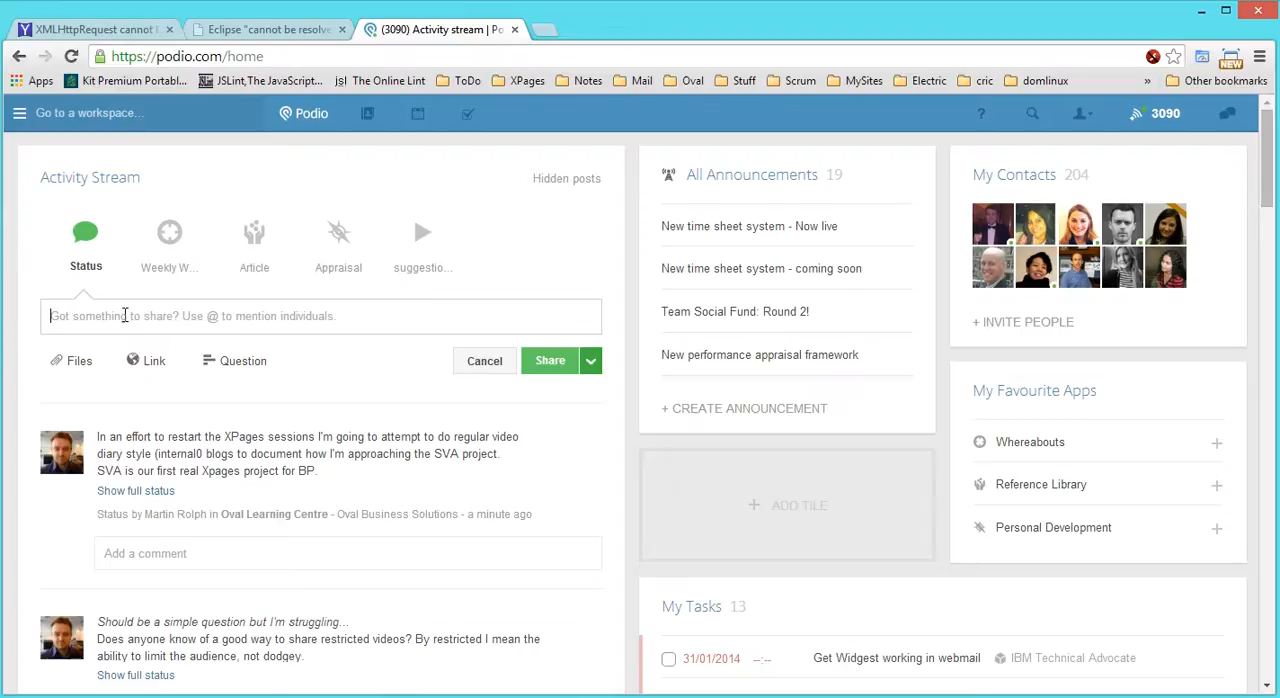 XMLHttpRequest cannot
Eclipse "cannot be resolve
(3090) Activity stream | Po
https://podio.com/home
Apps
Kit Premium Portabl...
JSLint,The JavaScript...
jsl The Online Lint
ToDo
XPages
Notes
Mail
Oval
Stuff
Scrum
MySites
Electric
cric
domlinux
»
Other bookmarks
NEW
Go to a workspace...
Podio
?
3090
Activity Stream
Hidden posts
Status
Weekly W...
Article
Appraisal
suggestio...
Got something to share? Use @ to mention individuals.
Files
Link
Question
Cancel
Share
In an effort to restart the XPages sessions I'm going to attempt to do regular video
diary style (internal0 blogs to document how I'm approaching the SVA project.
SVA is our first real Xpages project for BP.
Show full status
Status by Martin Rolph in Oval Learning Centre - Oval Business Solutions - a minute ago
Add a comment
Should be a simple question but I'm struggling...
Does anyone know of a good way to share restricted videos? By restricted I mean the
ability to limit the audience, not dodgey.
Show full status
All Announcements 19
New time sheet system - Now live
New time sheet system - coming soon
Team Social Fund: Round 2!
New performance appraisal framework
+ CREATE ANNOUNCEMENT
+ ADD TILE
My Contacts 204
+ INVITE PEOPLE
My Favourite Apps
Whereabouts
Reference Library
Personal Development
My Tasks 13
31/01/2014 --:-- Get Widgest working in webmail IBM Technical Advocate